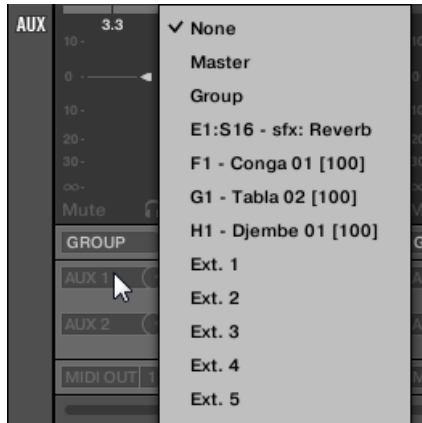 AUX
3.3
10 -
0 -
10 -
20 -
30 -
∞-
Mute
GROUP
AUX 1
AUX 2
MIDI OUT 1
✓ None
Master
Group
E1:S16 - sfx: Reverb
F1 - Conga 01 [100]
G1 - Tabla 02 [100]
H1 - Djembe 01 [100]
Ext. 1
Ext. 2
Ext. 3
Ext. 4
Ext. 5